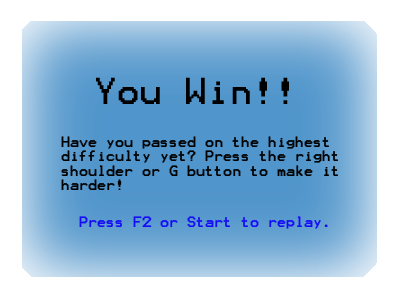 You Win!!
Have you passed on the highest
difficulty yet? Press the right
shoulder or G button to make it
harder!
Press F2 or Start to replay.